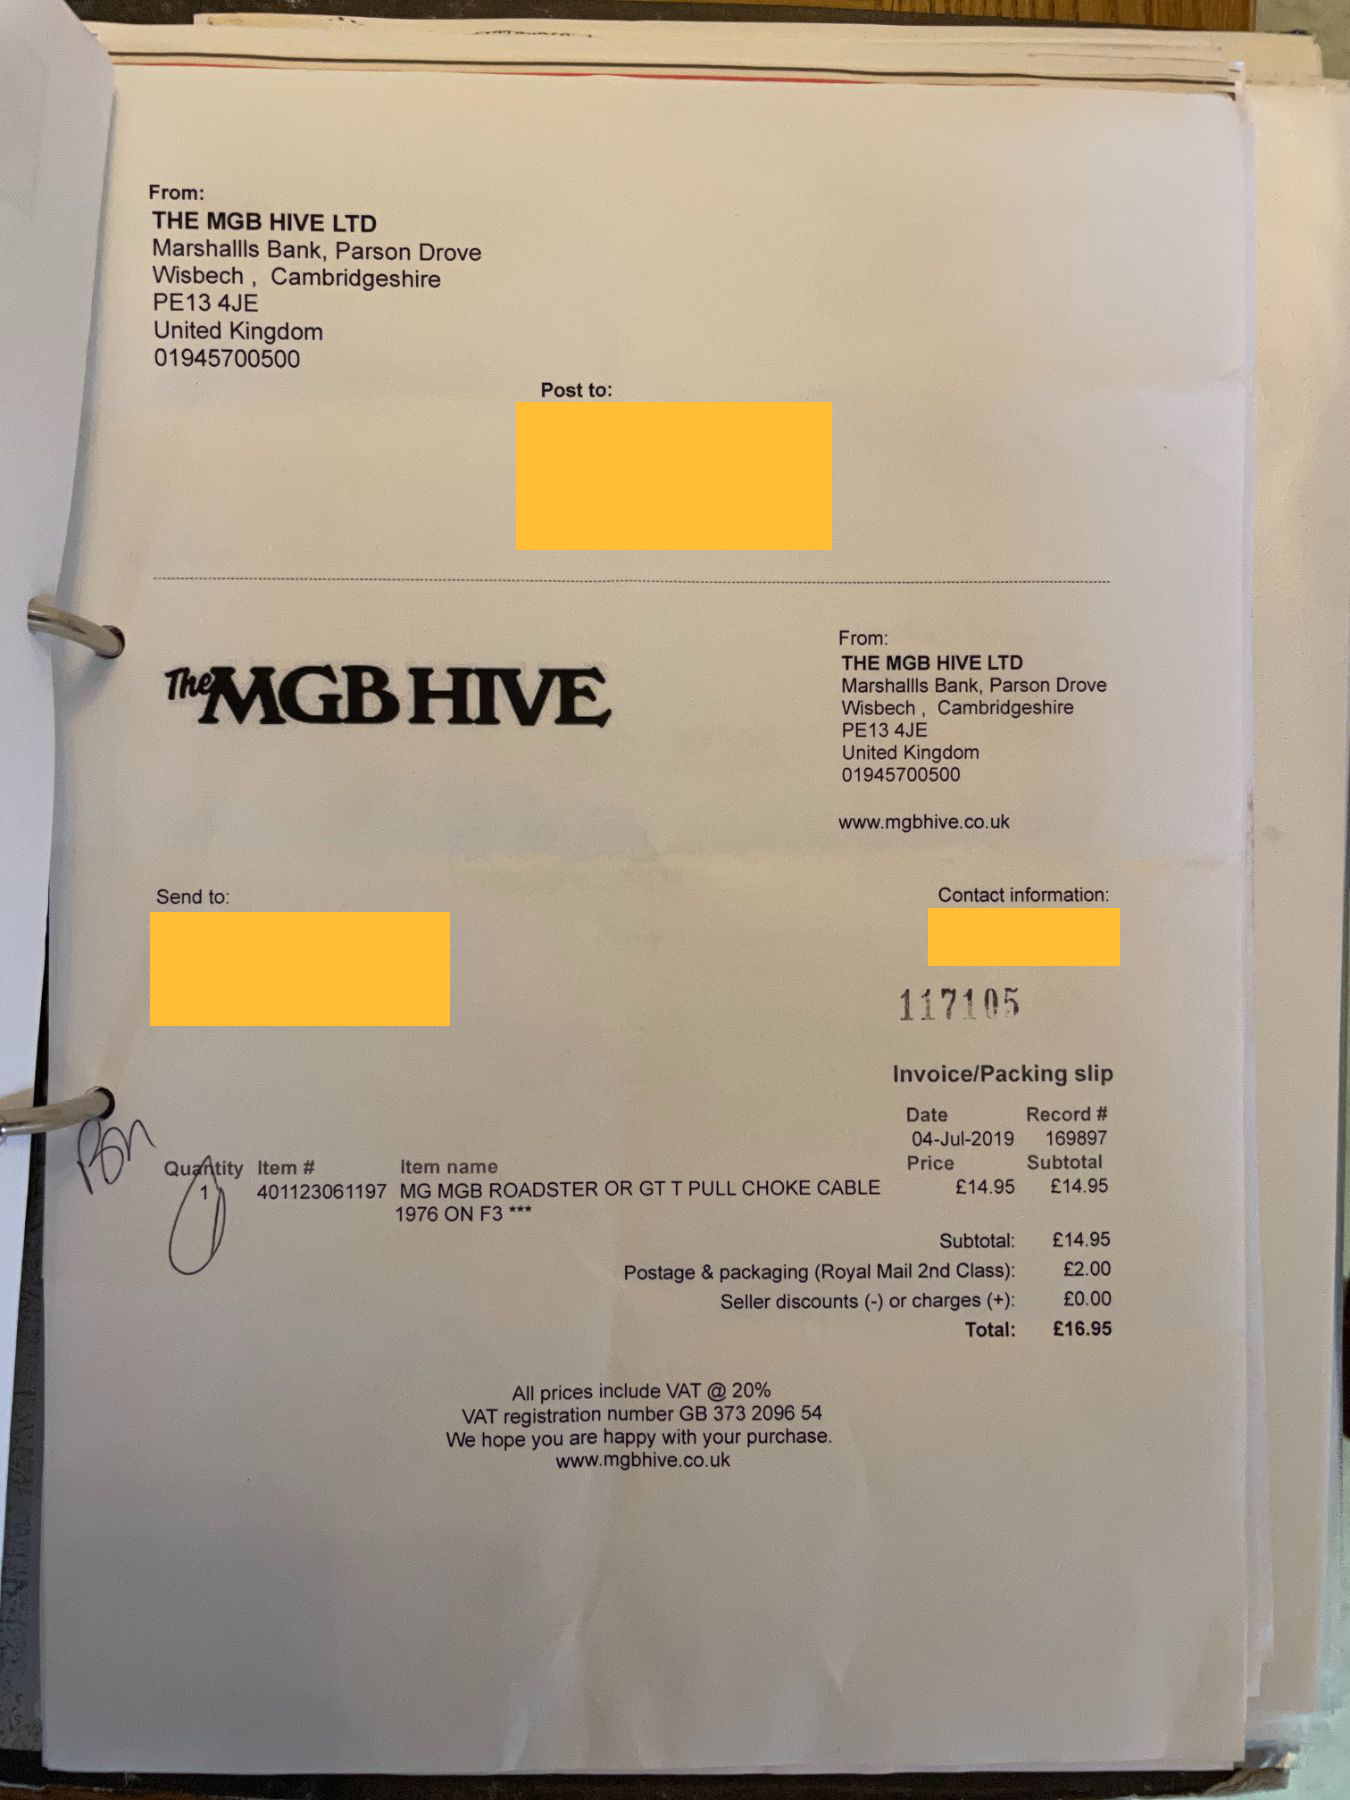 From:
THE MGB HIVE LTD
Marshallls Bank, Parson Drove
Wisbech , Cambridgeshire
PE13 4JE
United Kingdom
01945700500
Post to:
The MGB HIVE
From:
THE MGB HIVE LTD
Marshallls Bank, Parson Drove
Wisbech , Cambridgeshire
PE13 4JE
United Kingdom
01945700500
www.mgbhive.co.uk
Send to:
Contact information:
117105
Invoice/Packing slip
Date Record #
04-Jul-2019 169897
Quantity Item # Item name Price Subtotal
1 401123061197 MG MGB ROADSTER OR GT T PULL CHOKE CABLE £14.95 £14.95
1976 ON F3 ***
Subtotal: £14.95
Postage & packaging (Royal Mail 2nd Class): £2.00
Seller discounts (-) or charges (+): £0.00
Total: £16.95
All prices include VAT @ 20%
VAT registration number GB 373 2096 54
We hope you are happy with your purchase.
www.mgbhive.co.uk